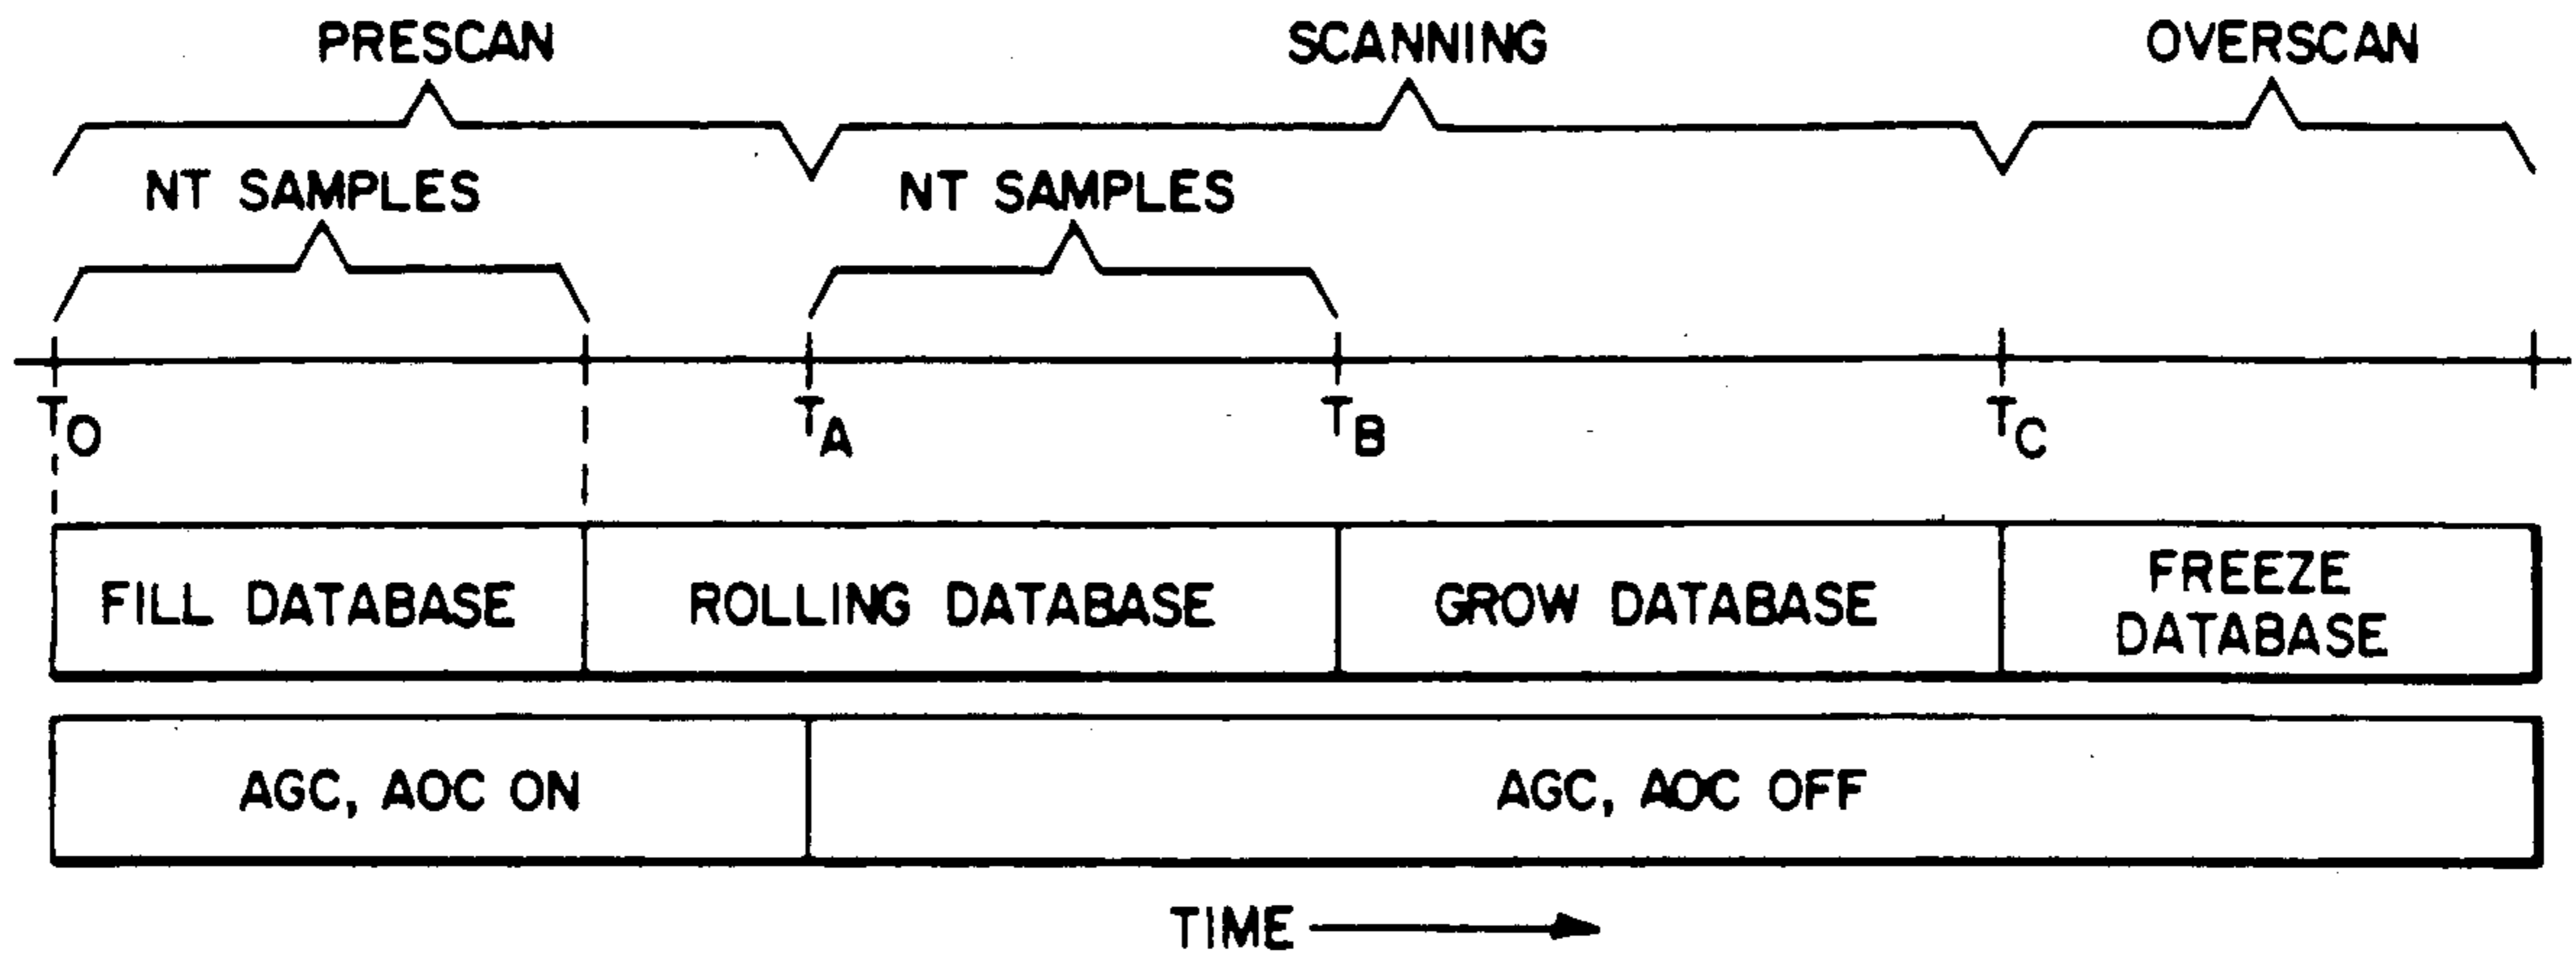 PRESCAN
SCANNING
OVERSCAN
NT SAMPLES
NT SAMPLES
TO
TA
TB
TC
FILL DATABASE
ROLLING DATABASE
GROW DATABASE
FREEZE
DATABASE
AGC, AOC ON
AGC, AOC OFF
TIME